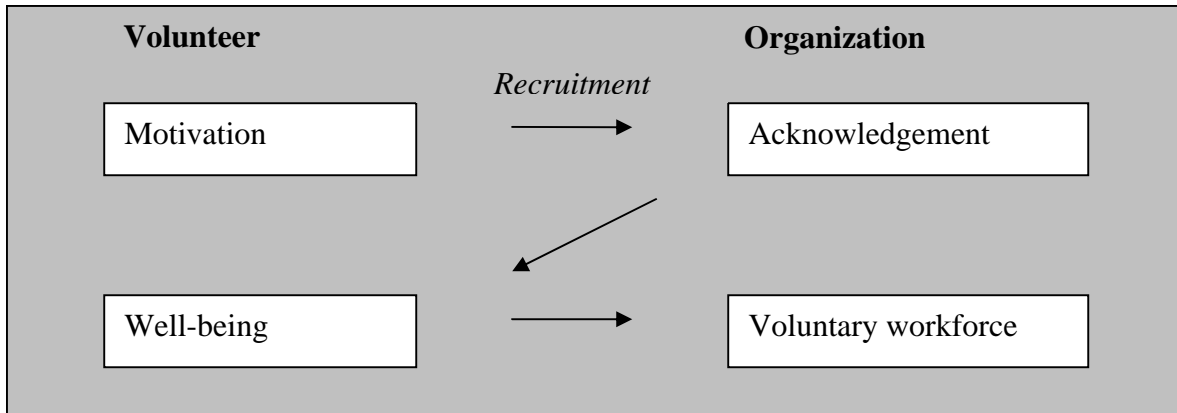 Volunteer
Organization
Recruitment
Motivation
Acknowledgement
Well-being
Voluntary workforce